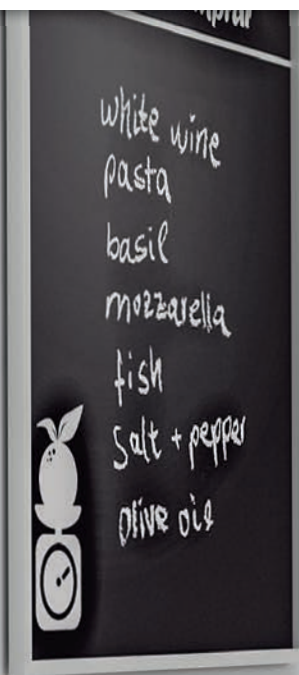 white wine
pasta
basil
mozzarella
fish
salt + pepper
olive oil